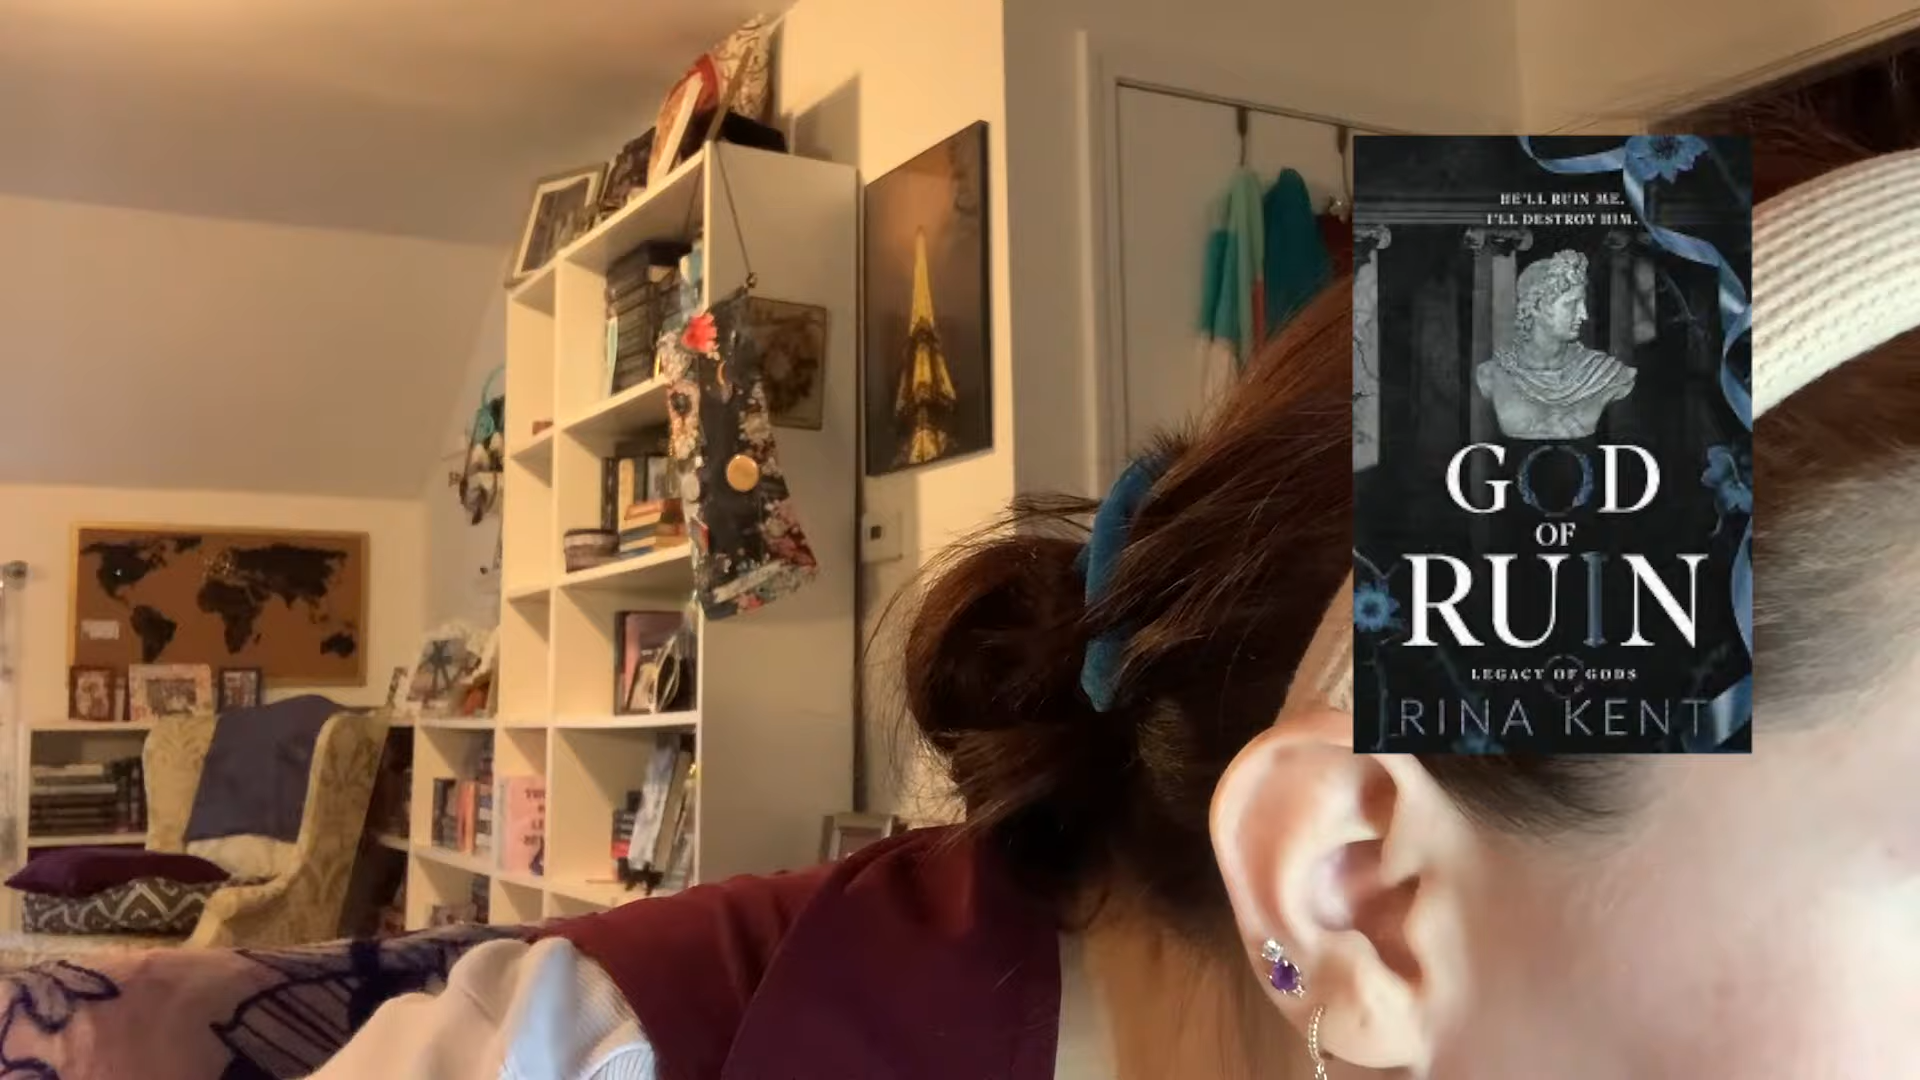 HE'LL RUIN ME.
I'LL DESTROY HIM.
GOD
OF
RUIN
LEGACY OF GODS
RINA KENT